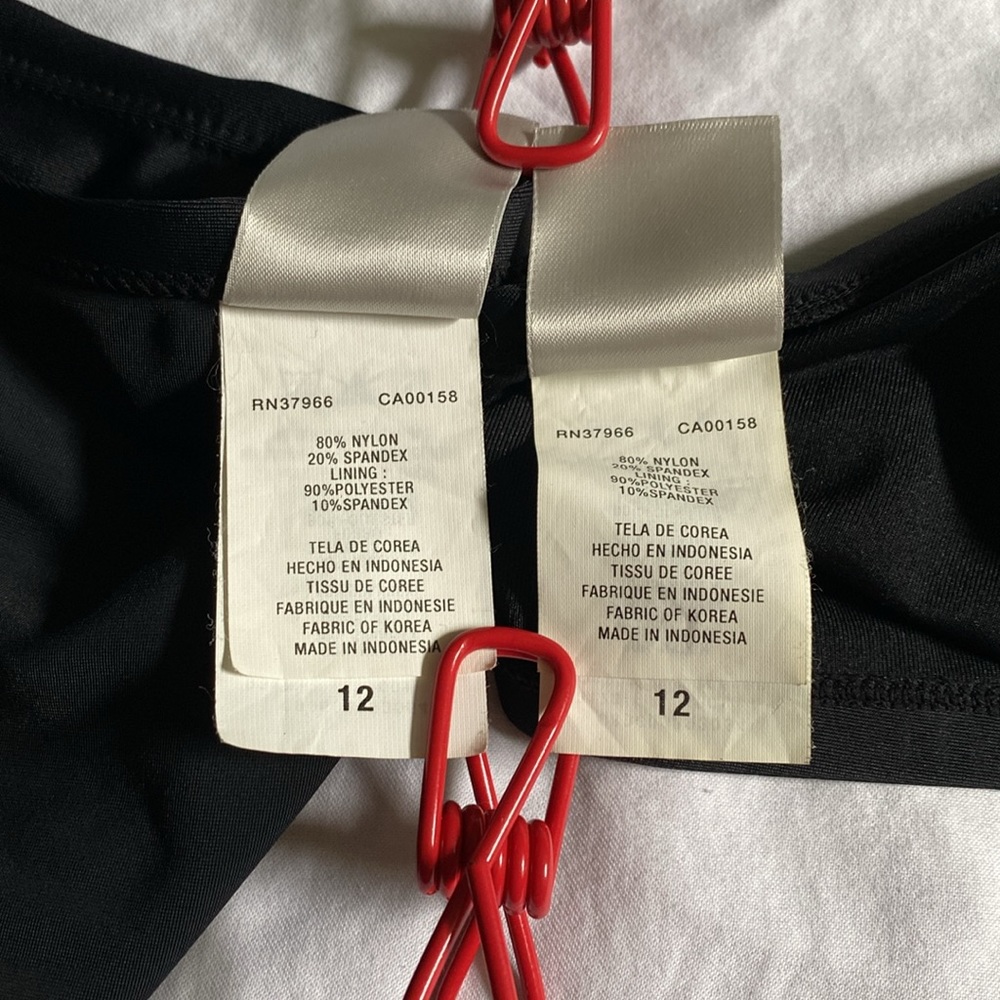 RN37966 CA00158
80% NYLON
20% SPANDEX
LINING :
90%POLYESTER
10%SPANDEX
TELA DE COREA
HECHO EN INDONESIA
TISSU DE COREE
FABRIQUE EN INDONESIE
FABRIC OF KOREA
MADE IN INDONESIA
12
RN37966 CA00158
80% NYLON
20% SPANDEX
LINING :
90%POLYESTER
10%SPANDEX
TELA DE COREA
HECHO EN INDONESIA
TISSU DE COREE
FABRIQUE EN INDONESIE
FABRIC OF KOREA
MADE IN INDONESIA
12